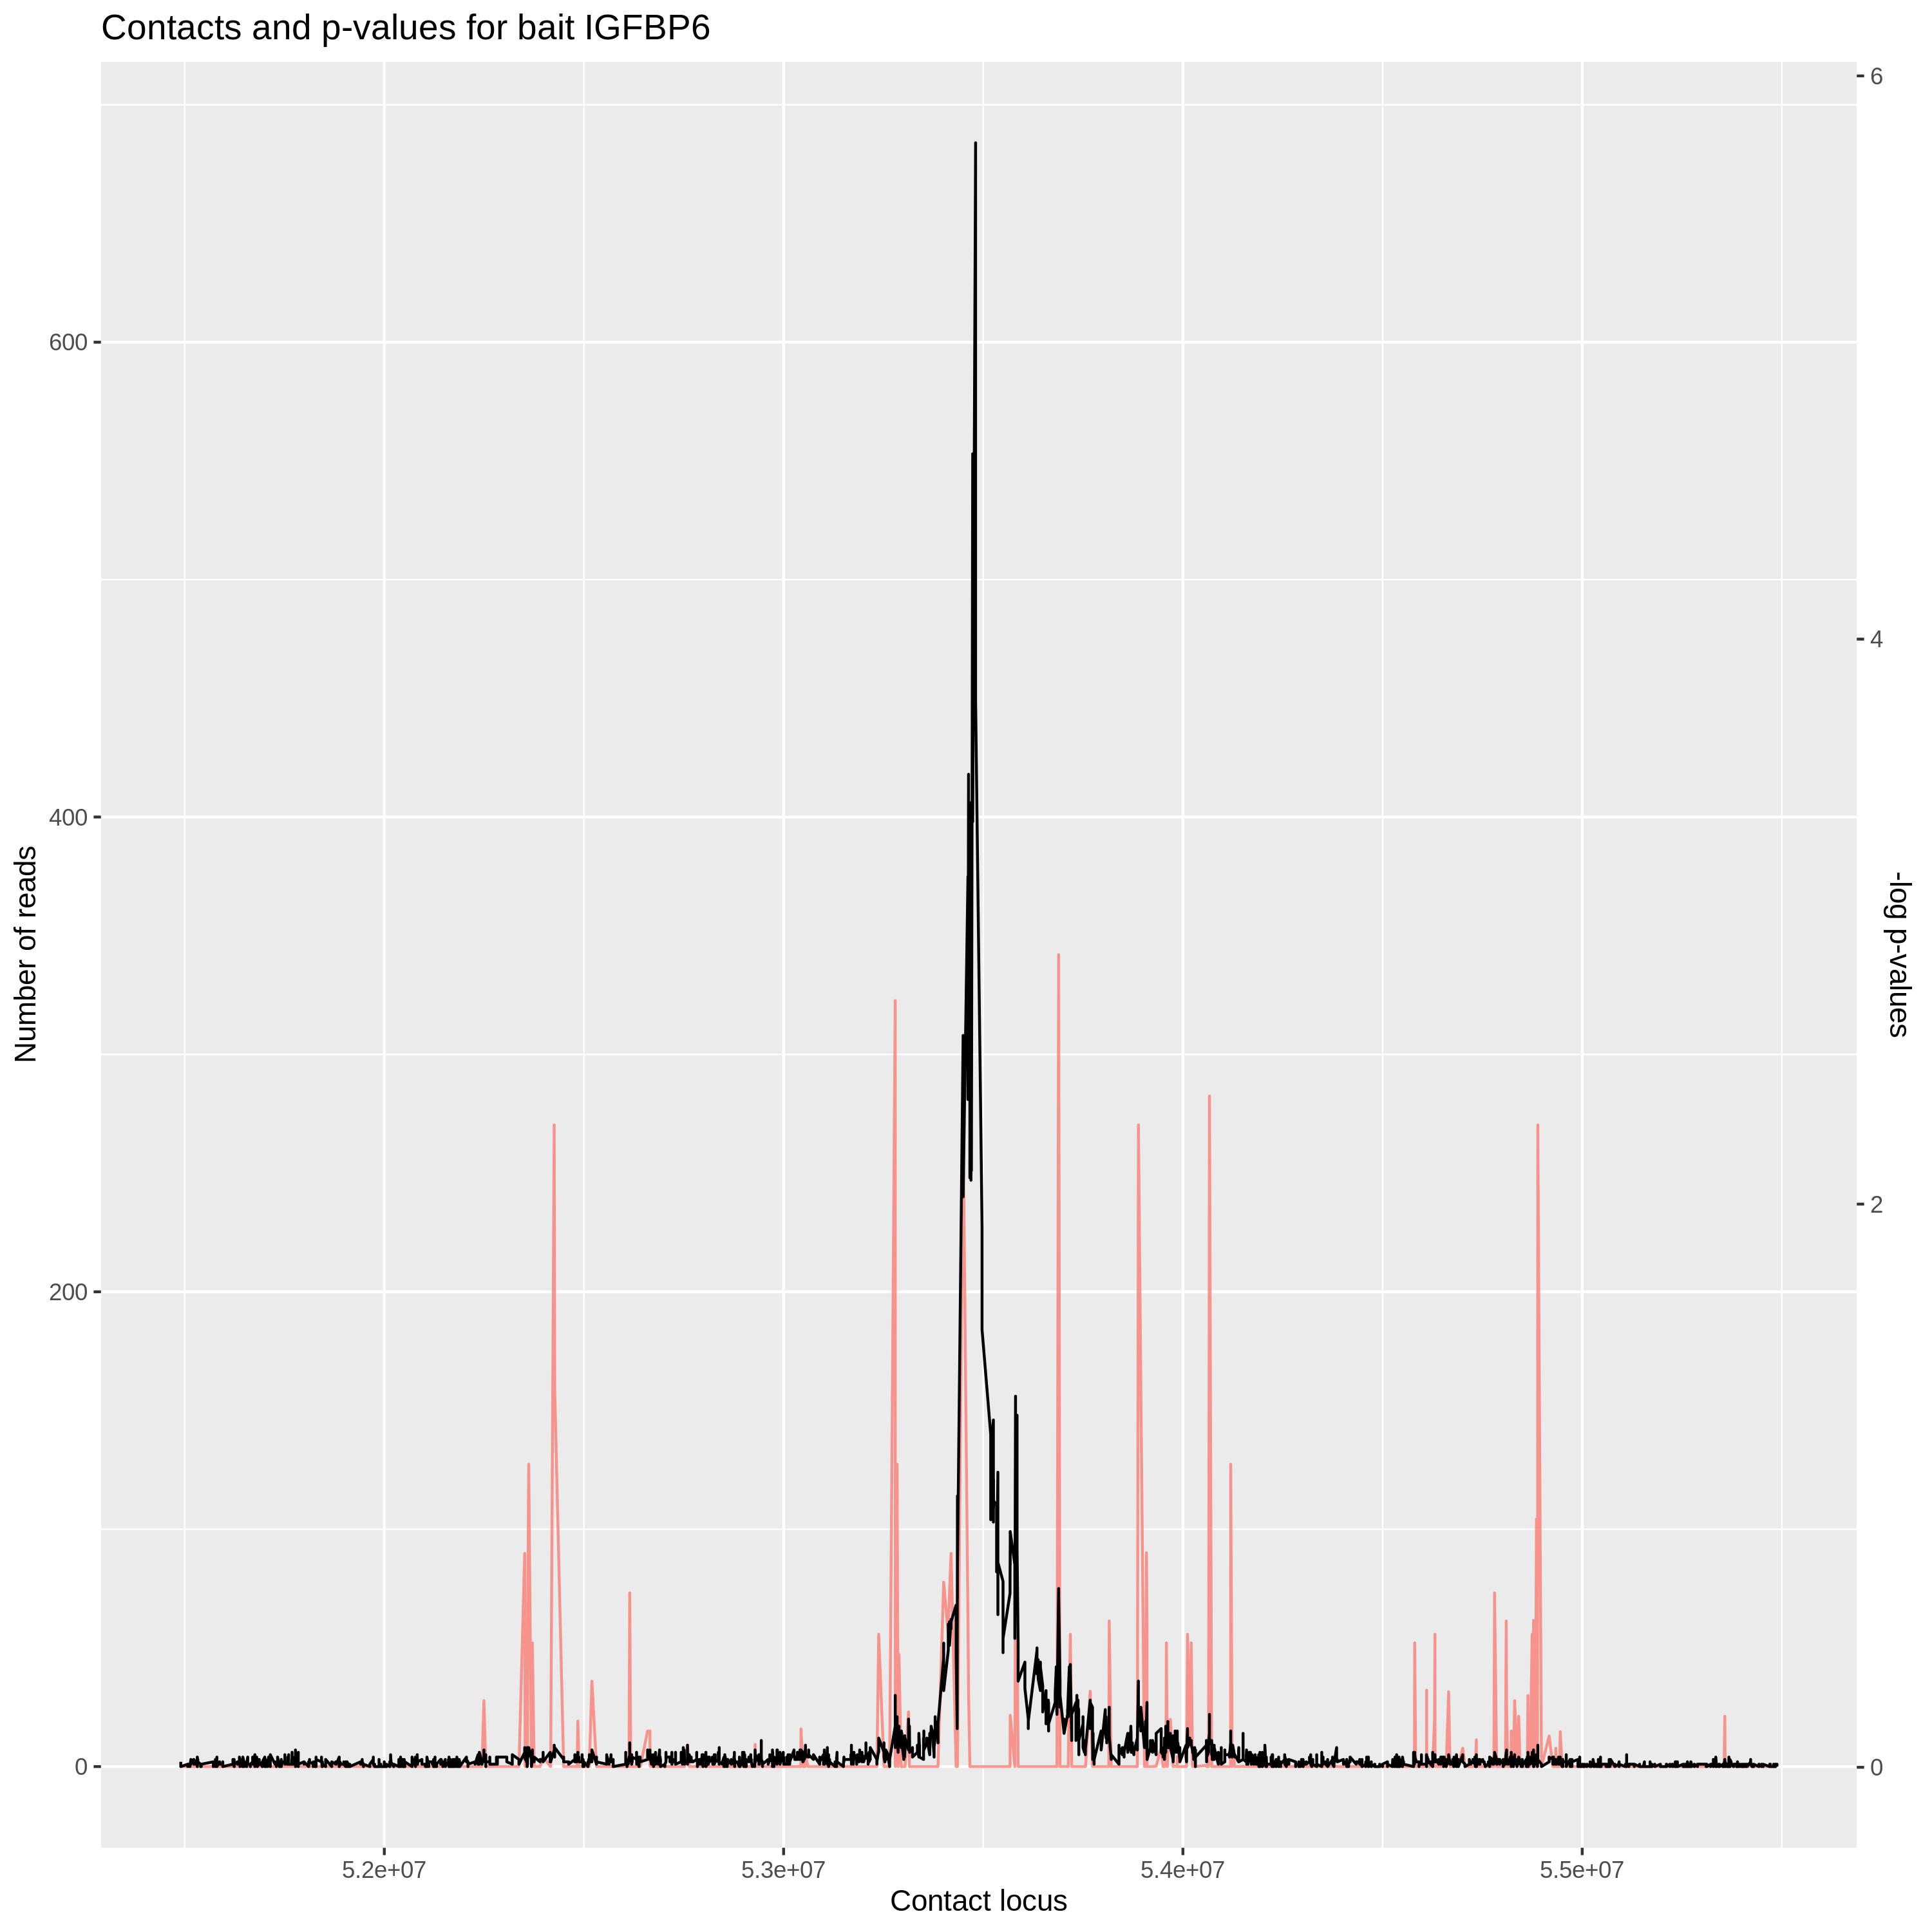 Contacts and p-values for bait IGFBP6
6
600
4
400
Number of reads
-log p-values
2
200
0
0
5.2e+07
5.3e+07
5.4e+07
5.5e+07
Contact locus